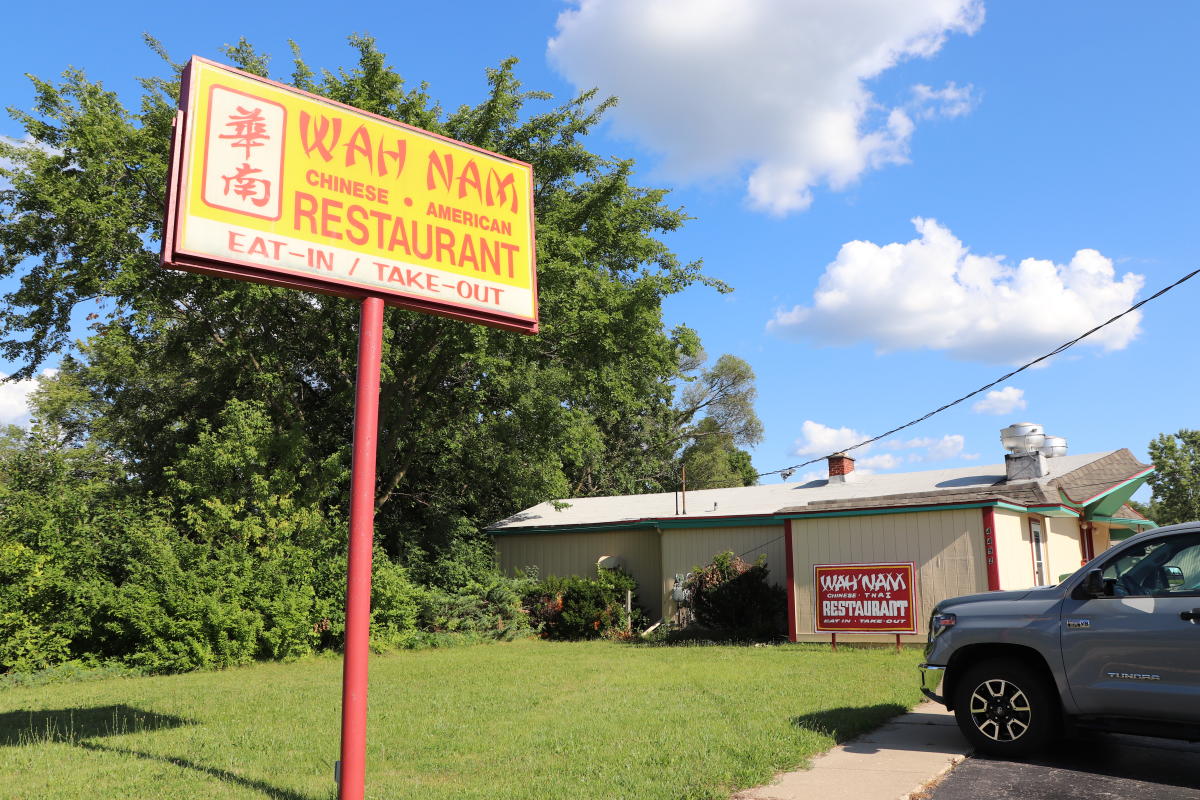 華南
WAH NAM
CHINESE · AMERICAN
RESTAURANT
EAT-IN / TAKE-OUT
WAH'NAM
CHINESE · THAI
RESTAURANT
EAT IN · TAKE-OUT
TUNDRA